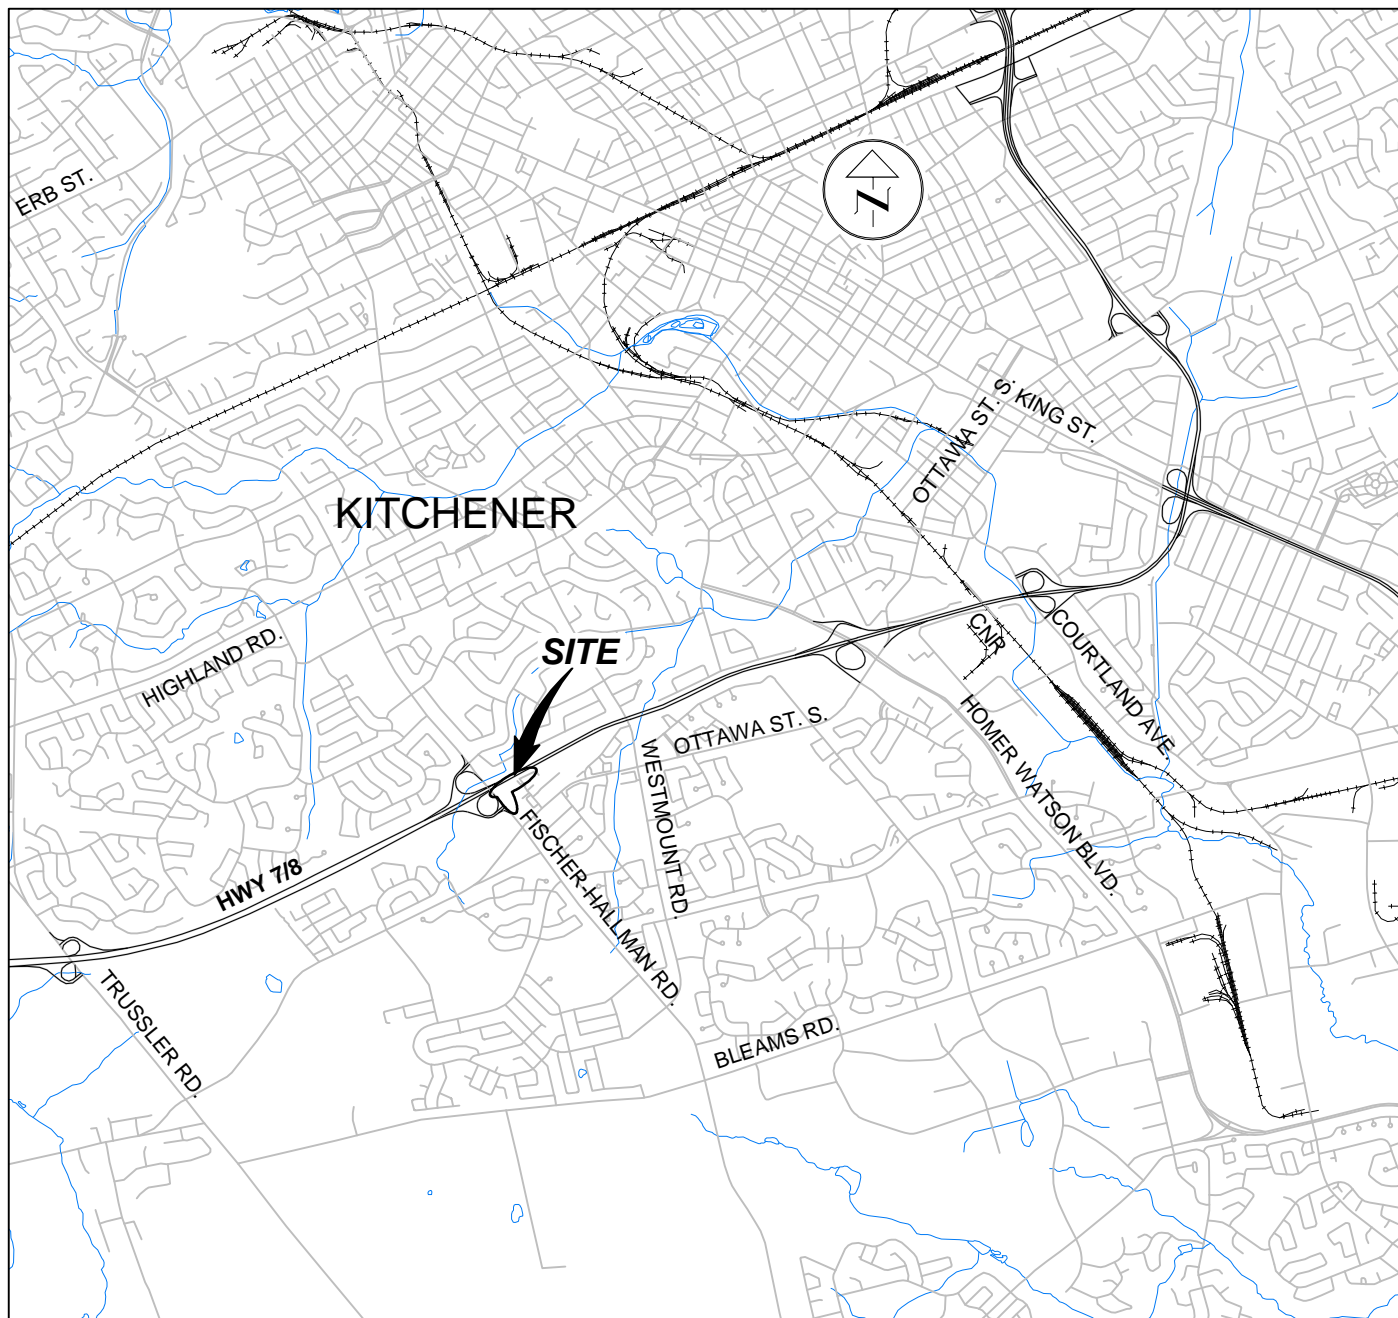 ERB ST.
N
OTTAWA ST. S.
KING ST.
KITCHENER
HIGHLAND RD.
SITE
CNR
COURTLAND AVE.
OTTAWA ST. S.
WESTMOUNT RD.
HOMER WATSON BLVD.
FISCHER-HALLMAN RD.
HWY 7/8
TRUSSLER RD.
BLEAMS RD.